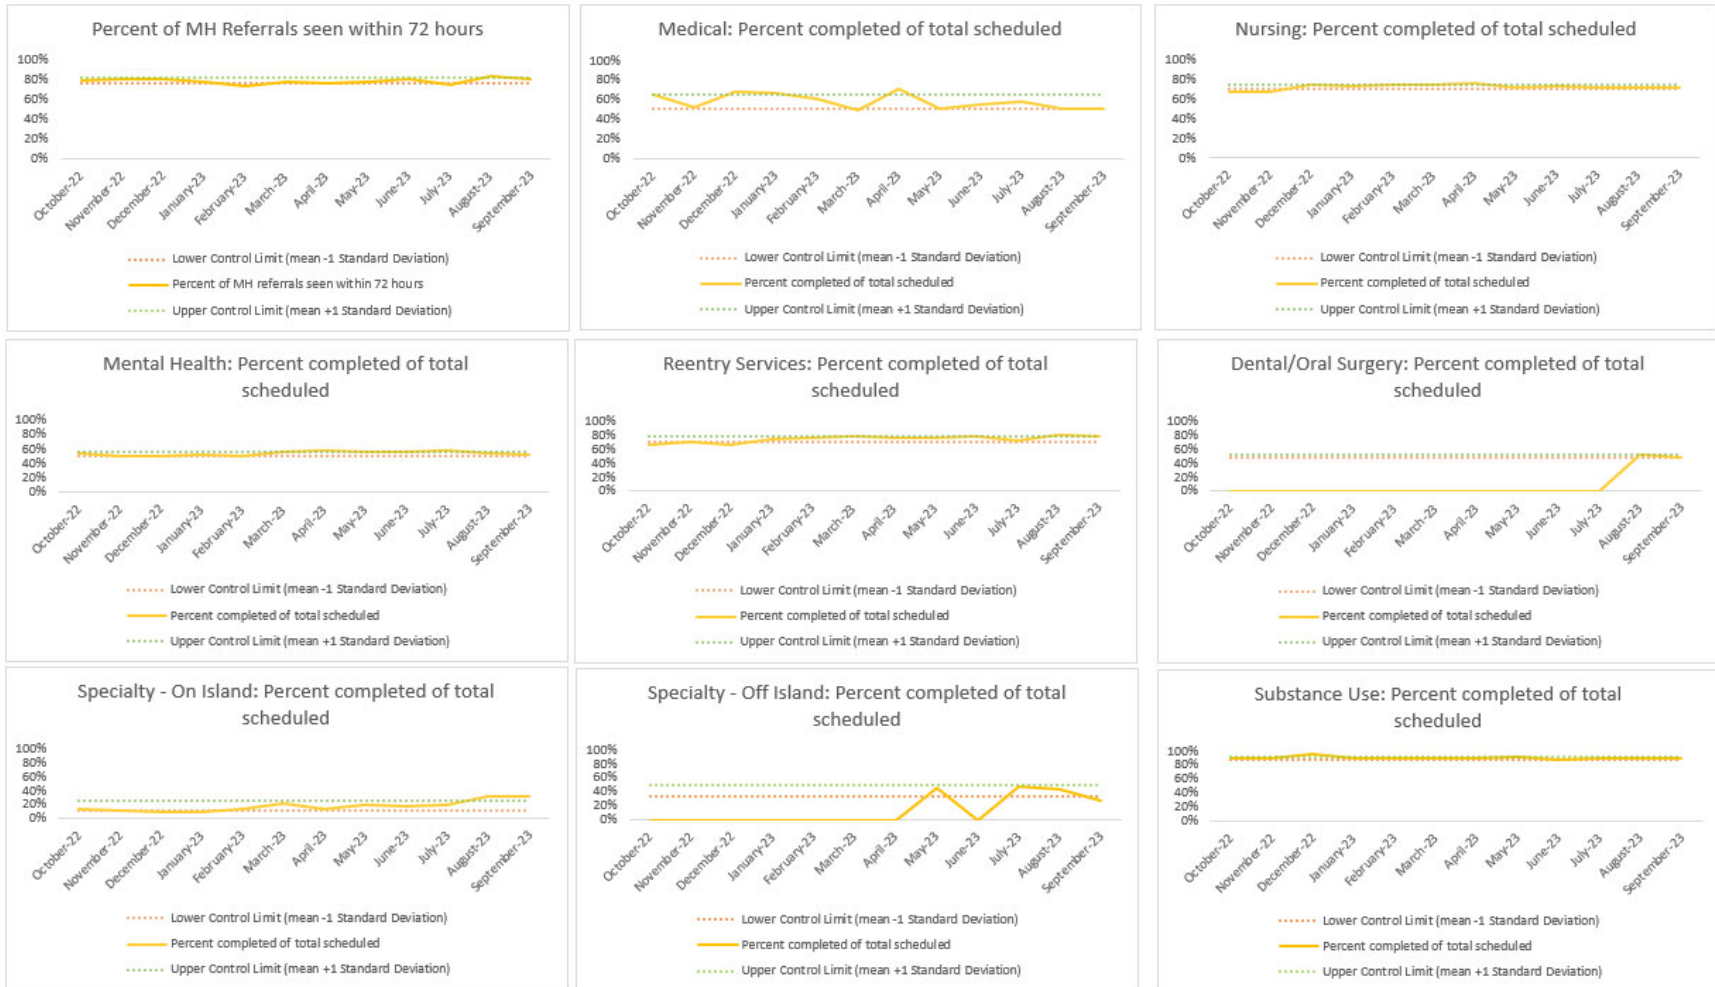 Percent of MH Referrals seen within 72 hours
100%
80%
60%
40%
20%
0%
October-22
November-22
December-22
January-23
February-23
March-23
April-23
May-23
June-23
July-23
August-23
September-23
Lower Control Limit (mean -1 Standard Deviation)
Percent of MH referrals seen within 72 hours
Upper Control Limit (mean +1 Standard Deviation)
Medical: Percent completed of total scheduled
100%
80%
60%
40%
20%
0%
October-22
November-22
December-22
January-23
February-23
March-23
April-23
May-23
June-23
July-23
August-23
September-23
Lower Control Limit (mean -1 Standard Deviation)
Percent completed of total scheduled
Upper Control Limit (mean +1 Standard Deviation)
Nursing: Percent completed of total scheduled
100%
80%
60%
40%
20%
0%
October-22
November-22
December-22
January-23
February-23
March-23
April-23
May-23
June-23
July-23
August-23
September-23
Lower Control Limit (mean -1 Standard Deviation)
Percent completed of total scheduled
Upper Control Limit (mean +1 Standard Deviation)
Mental Health: Percent completed of total
scheduled
100%
80%
60%
40%
20%
0%
October-22
November-22
December-22
January-23
February-23
March-23
April-23
May-23
June-23
July-23
August-23
September-23
Lower Control Limit (mean -1 Standard Deviation)
Percent completed of total scheduled
Upper Control Limit (mean +1 Standard Deviation)
Reentry Services: Percent completed of total
scheduled
100%
80%
60%
40%
20%
0%
October-22
November-22
December-22
January-23
February-23
March-23
April-23
May-23
June-23
July-23
August-23
September-23
Lower Control Limit (mean -1 Standard Deviation)
Percent completed of total scheduled
Upper Control Limit (mean +1 Standard Deviation)
Dental/Oral Surgery: Percent completed of total
scheduled
100%
80%
60%
40%
20%
0%
October-22
November-22
December-22
January-23
February-23
March-23
April-23
May-23
June-23
July-23
August-23
September-23
Lower Control Limit (mean -1 Standard Deviation)
Percent completed of total scheduled
Upper Control Limit (mean +1 Standard Deviation)
Specialty - On Island: Percent completed of total
scheduled
100%
80%
60%
40%
20%
0%
October-22
November-22
December-22
January-23
February-23
March-23
April-23
May-23
June-23
July-23
August-23
September-23
Lower Control Limit (mean -1 Standard Deviation)
Percent completed of total scheduled
Upper Control Limit (mean +1 Standard Deviation)
Specialty - Off Island: Percent completed of total
scheduled
100%
80%
60%
40%
20%
0%
October-22
November-22
December-22
January-23
February-23
March-23
April-23
May-23
June-23
July-23
August-23
September-23
Lower Control Limit (mean -1 Standard Deviation)
Percent completed of total scheduled
Upper Control Limit (mean +1 Standard Deviation)
Substance Use: Percent completed of total
scheduled
100%
80%
60%
40%
20%
0%
October-22
November-22
December-22
January-23
February-23
March-23
April-23
May-23
June-23
July-23
August-23
September-23
Lower Control Limit (mean -1 Standard Deviation)
Percent completed of total scheduled
Upper Control Limit (mean +1 Standard Deviation)